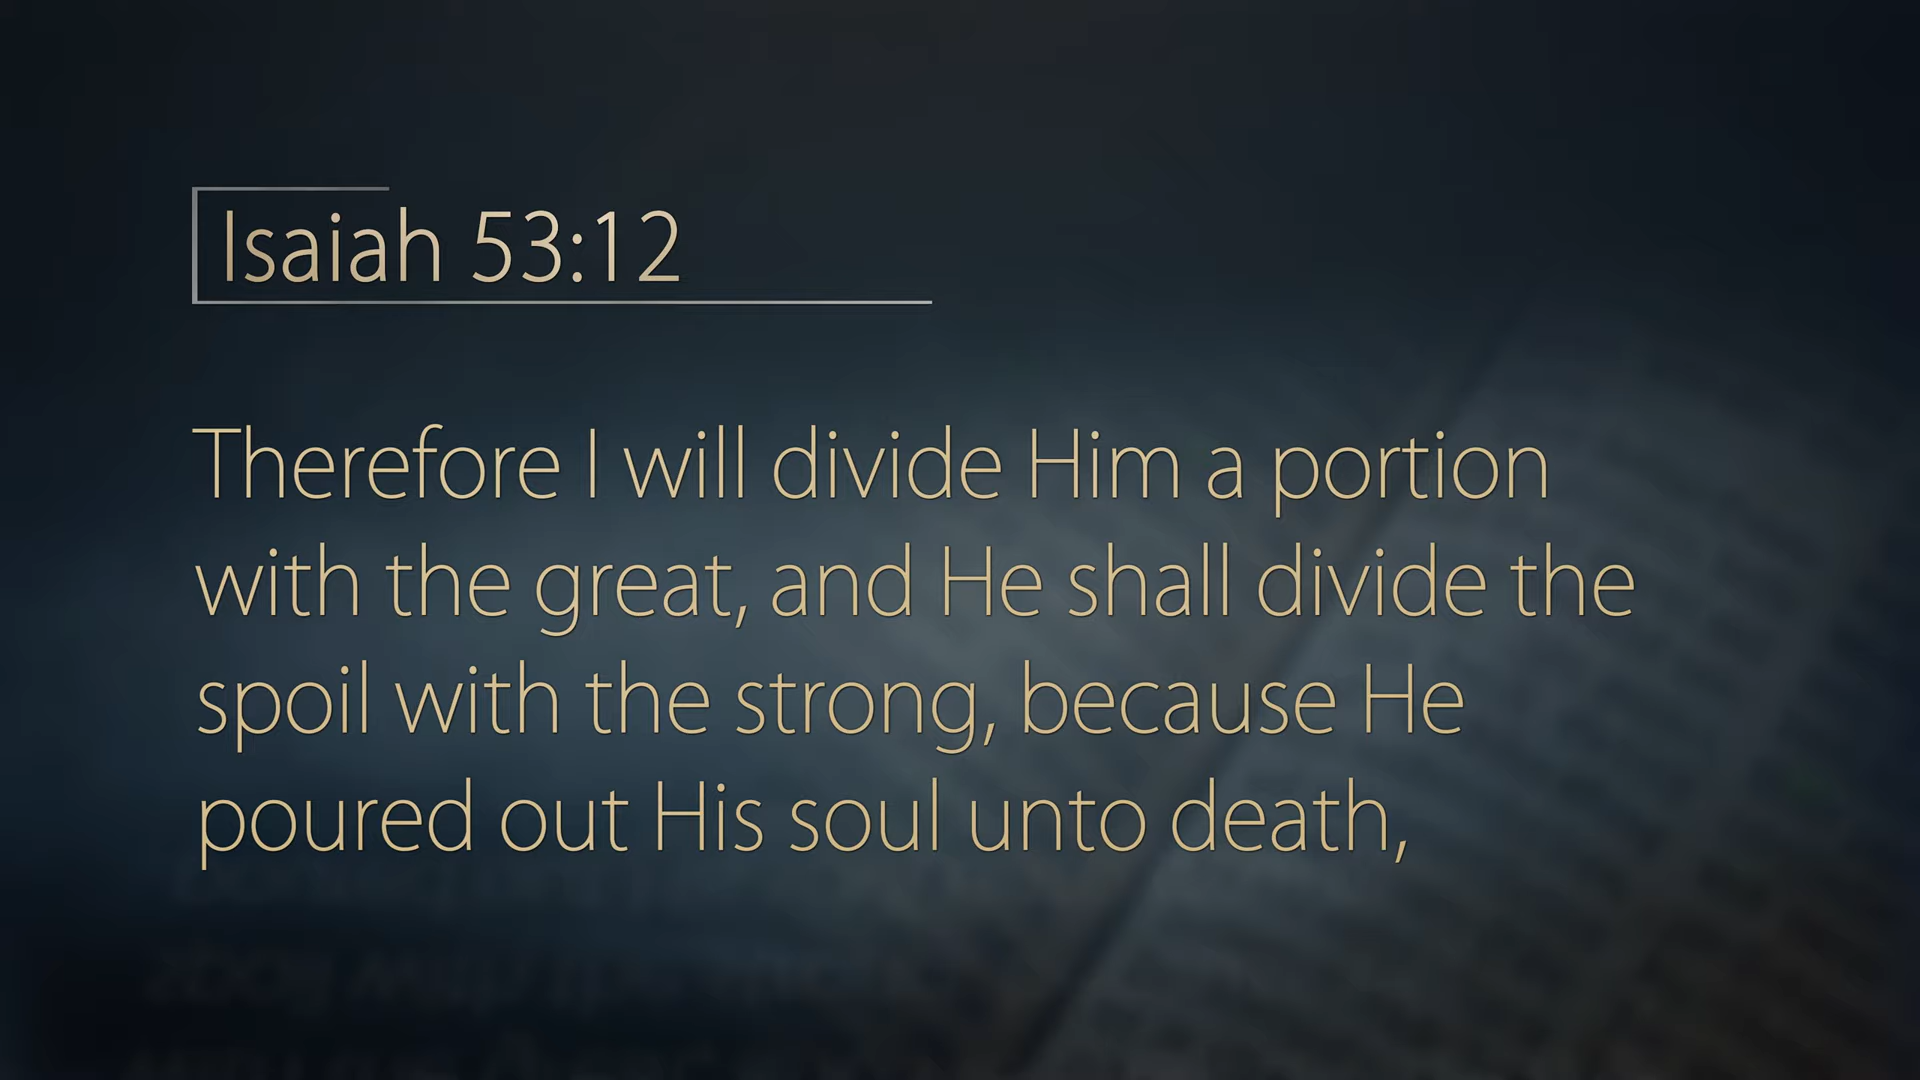 Isaiah 53:12
Therefore I will divide Him a portion
with the great, and He shall divide the
spoil with the strong, because He
poured out His soul unto death,